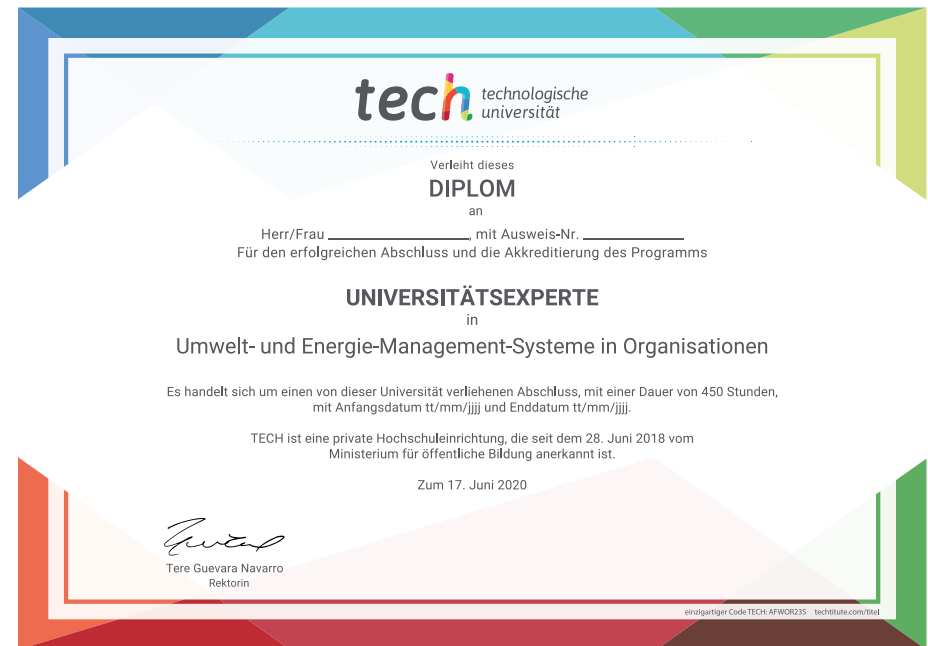 tech technologische
universität
Verleiht dieses
DIPLOM
an
Herr/Frau ____________, mit Ausweis-Nr. ____________
Für den erfolgreichen Abschluss und die Akkreditierung des Programms
UNIVERSITÄTSEXPERTE
in
Umwelt- und Energie-Management-Systeme in Organisationen
Es handelt sich um einen von dieser Universität verliehenen Abschluss, mit einer Dauer von 450 Stunden,
mit Anfangsdatum tt/mm/jjjj und Enddatum tt/mm/jjjj.
TECH ist eine private Hochschuleinrichtung, die seit dem 28. Juni 2018 vom
Ministerium für öffentliche Bildung anerkannt ist.
Zum 17. Juni 2020
Tere Guevara Navarro
Rektorin
einzigartiger Code TECH: AFWOR23S techtitute.com/titel